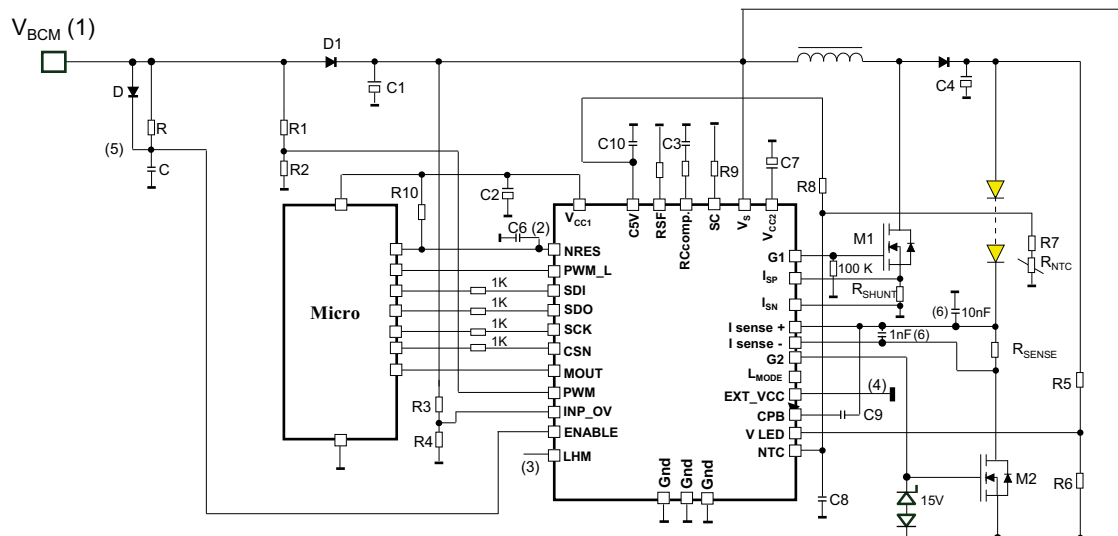 V_BCM (1)
D1
C1
C4
D
R
(5)
C
R1
R2
R10
C2
C6 (2)
C10
C3
R9
C7
R8
V_CC1
C5V
RSF
RCcomp.
SC
V_S
V_CC2
NRES
PWM_L
SDI
SDO
SCK
CSN
MOUT
PWM
INP_OV
ENABLE
LHM
(3)
1K
1K
1K
1K
Micro
R3
R4
G1
I_SP
I_SN
I sense +
I sense -
G2
L_MODE
EXT_VCC
CPB
V LED
NTC
Gnd
Gnd
Gnd
M1
100 K
R_SHUNT
R7
R_NTC
(6)
10nF
1nF (6)
R_SENSE
(4)
C9
R5
C8
15V
M2
R6